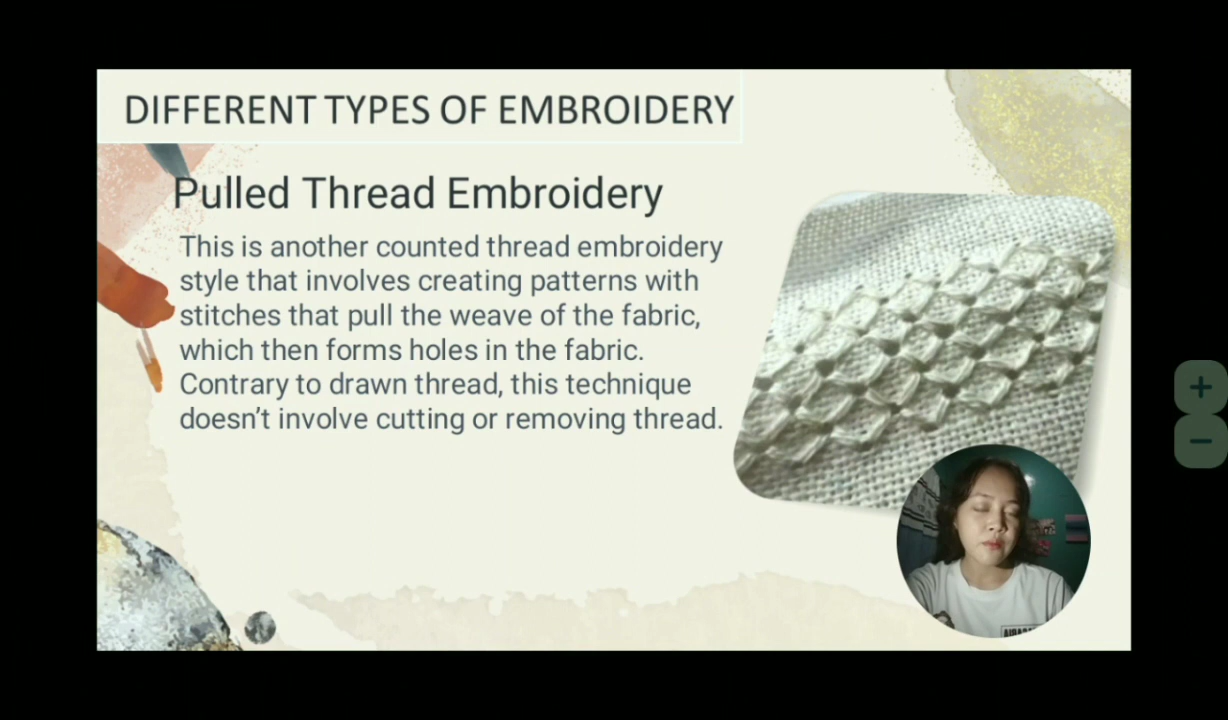 DIFFERENT TYPES OF EMBROIDERY
Pulled Thread Embroidery
This is another counted thread embroidery
style that involves creating patterns with
stitches that pull the weave of the fabric,
which then forms holes in the fabric.
Contrary to drawn thread, this technique
doesn’t involve cutting or removing thread.